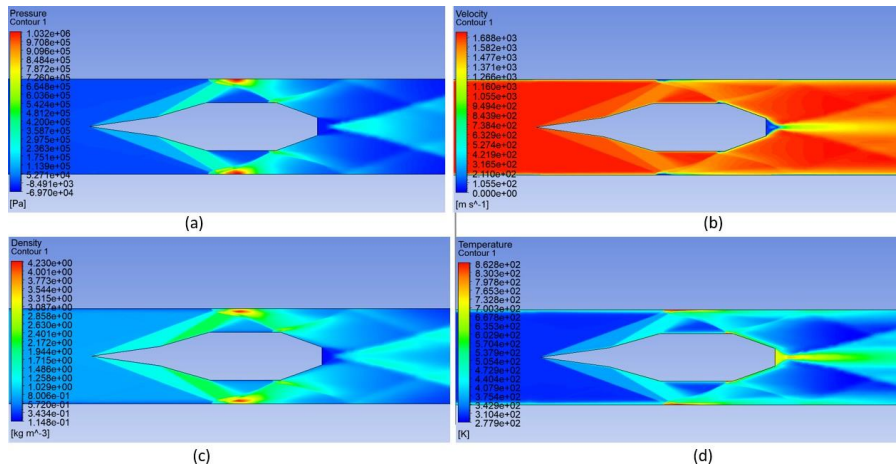 Pressure
Contour 1
1.032e+06
9.708e+05
9.096e+05
8.484e+05
7.872e+05
7.260e+05
6.648e+05
6.036e+05
5.424e+05
4.812e+05
4.200e+05
3.587e+05
2.975e+05
2.363e+05
1.751e+05
1.139e+05
5.271e+04
-8.491e+03
-6.970e+04
[Pa]
(a)
Velocity
Contour 1
1.688e+03
1.582e+03
1.477e+03
1.371e+03
1.266e+03
1.160e+03
1.055e+03
9.494e+02
8.439e+02
7.384e+02
6.329e+02
5.274e+02
4.219e+02
3.165e+02
2.110e+02
1.055e+02
0.000e+00
[m s^-1]
(b)
Density
Contour 1
4.230e+00
4.001e+00
3.773e+00
3.544e+00
3.315e+00
3.087e+00
2.858e+00
2.630e+00
2.401e+00
2.172e+00
1.944e+00
1.715e+00
1.486e+00
1.258e+00
1.029e+00
8.006e-01
5.720e-01
3.434e-01
1.148e-01
[kg m^-3]
(c)
Temperature
Contour 1
8.628e+02
8.303e+02
7.978e+02
7.653e+02
7.328e+02
7.003e+02
6.678e+02
6.353e+02
6.029e+02
5.704e+02
5.379e+02
5.054e+02
4.729e+02
4.404e+02
4.079e+02
3.754e+02
3.429e+02
3.104e+02
2.779e+02
[K]
(d)